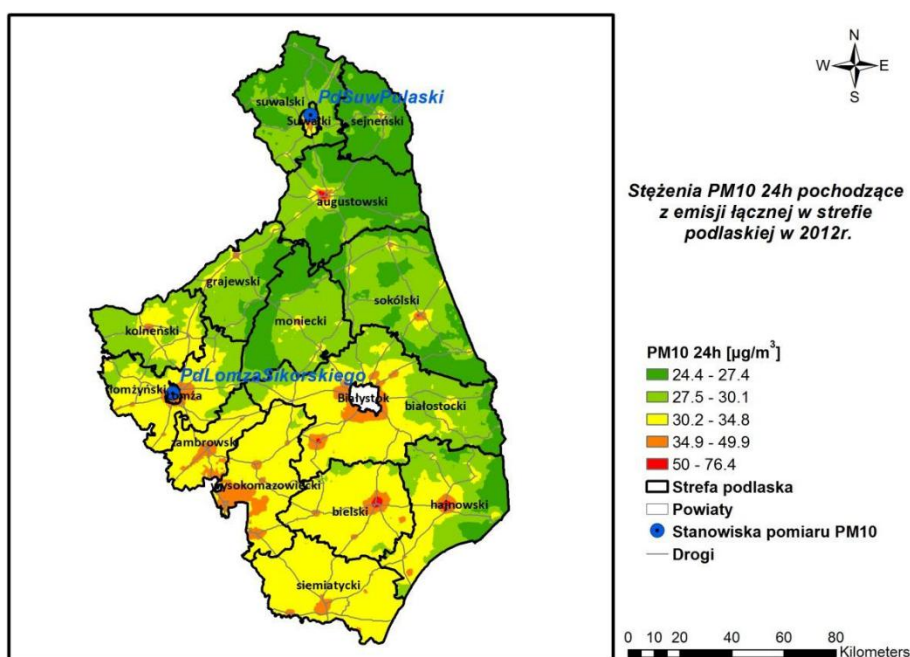 N
W E
S
Stężenia PM10 24h pochodzące
z emisji łącznej w strefie
podlaskiej w 2012r.
PM10 24h [µg/m³]
24.4 - 27.4
27.5 - 30.1
30.2 - 34.8
34.9 - 49.9
50 - 76.4
Strefa podlaska
Powiaty
Stanowiska pomiaru PM10
Drogi
0 10 20 40 60 80
Kilometers
suwalski
PdSuwPulaski
Suwałki
sejneński
augustowski
grajewski
sokólski
kolneński
moniecki
PdLomzaSikorskiego
łomżyński
Łomża
Białystok
białostocki
zambrowski
wysokomazowiecki
bielski
hajnowski
siemiatycki